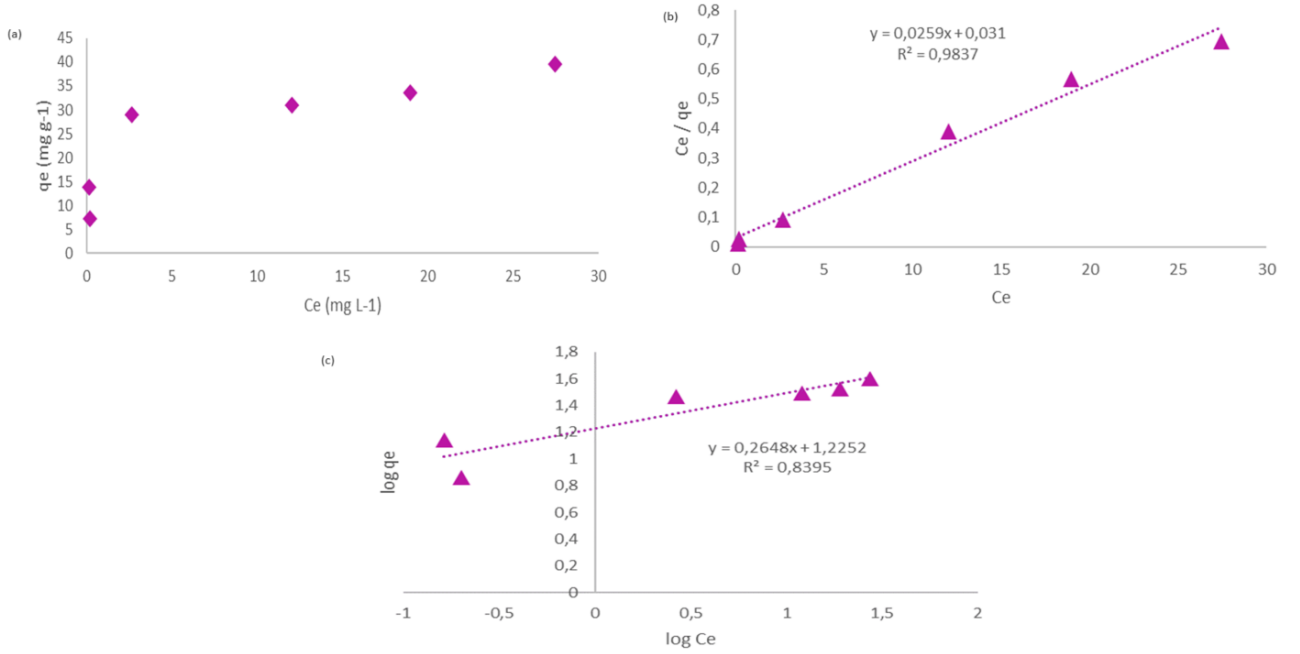 (a)
qe (mg g-1)
45
40
35
30
25
20
15
10
5
0
0 5 10 15 20 25 30
Ce (mg L-1)
(b)
Ce / qe
0,8
0,7
0,6
0,5
0,4
0,3
0,2
0,1
0
y = 0,0259x + 0,031
R² = 0,9837
0 5 10 15 20 25 30
Ce
(c)
log qe
1,8
1,6
1,4
1,2
1
0,8
0,6
0,4
0,2
0
y = 0,2648x + 1,2252
R² = 0,8395
-1 -0,5 0 0,5 1 1,5 2
log Ce